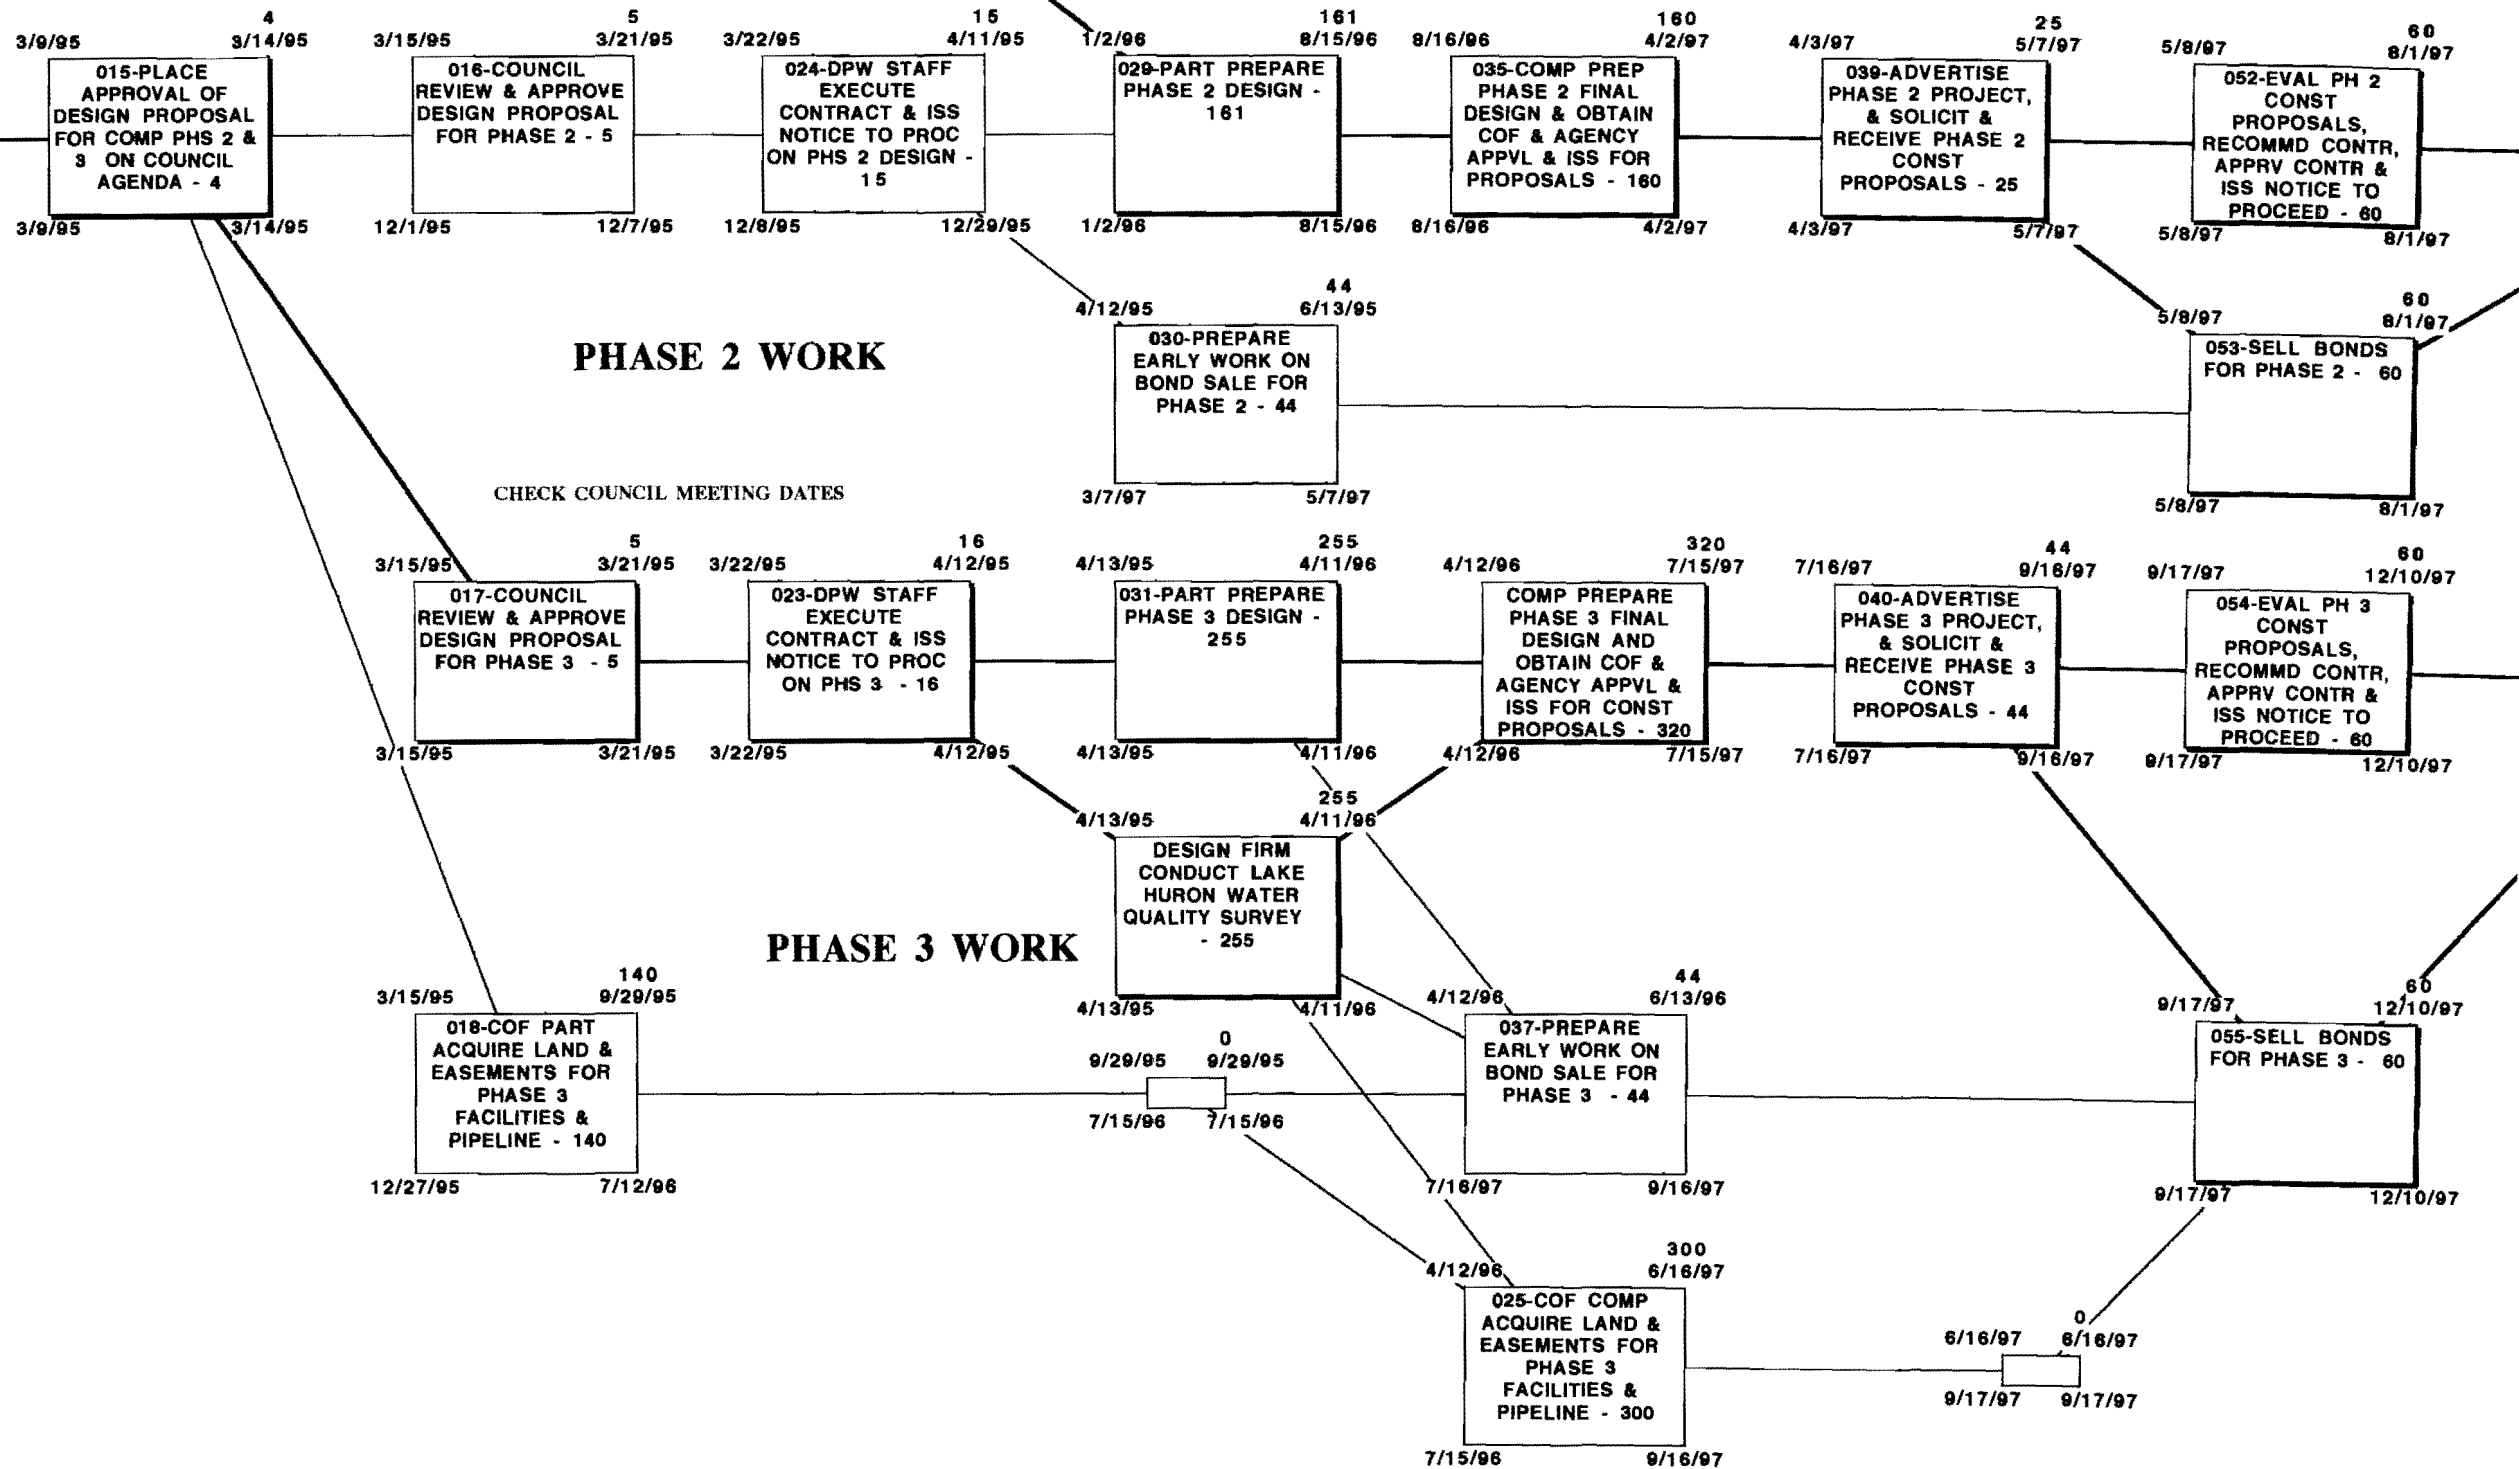 4
3/9/95 3/14/95
015-PLACE
APPROVAL OF
DESIGN PROPOSAL
FOR COMP PHS 2 &
3 ON COUNCIL
AGENDA - 4
3/9/95 3/14/95
5
3/15/95 3/21/95
016-COUNCIL
REVIEW & APPROVE
DESIGN PROPOSAL
FOR PHASE 2 - 5
12/1/95 12/7/95
15
3/22/95 4/11/95
024-DPW STAFF
EXECUTE
CONTRACT & ISS
NOTICE TO PROC
ON PHS 2 DESIGN -
15
12/8/95 12/29/95
161
1/2/96 8/15/96
029-PART PREPARE
PHASE 2 DESIGN -
161
1/2/96 8/15/96
160
8/16/96 4/2/97
035-COMP PREP
PHASE 2 FINAL
DESIGN & OBTAIN
COF & AGENCY
APPVL & ISS FOR
PROPOSALS - 160
8/16/96 4/2/97
25
4/3/97 5/7/97
039-ADVERTISE
PHASE 2 PROJECT,
& SOLICIT &
RECEIVE PHASE 2
CONST
PROPOSALS - 25
4/3/97 5/7/97
60
5/8/97 8/1/97
052-EVAL PH 2
CONST
PROPOSALS,
RECOMMD CONTR,
APPRV CONTR &
ISS NOTICE TO
PROCEED - 60
5/8/97 8/1/97
44
4/12/95 6/13/95
030-PREPARE
EARLY WORK ON
BOND SALE FOR
PHASE 2 - 44
3/7/97 5/7/97
60
5/8/97 8/1/97
053-SELL BONDS
FOR PHASE 2 - 60
5/8/97 8/1/97
PHASE 2 WORK
CHECK COUNCIL MEETING DATES
5
3/15/95 3/21/95
017-COUNCIL
REVIEW & APPROVE
DESIGN PROPOSAL
FOR PHASE 3 - 5
3/15/95 3/21/95
16
3/22/95 4/12/95
023-DPW STAFF
EXECUTE
CONTRACT & ISS
NOTICE TO PROC
ON PHS 3 - 16
3/22/95 4/12/95
255
4/13/95 4/11/96
031-PART PREPARE
PHASE 3 DESIGN -
255
4/13/95 4/11/96
320
4/12/96 7/15/97
COMP PREPARE
PHASE 3 FINAL
DESIGN AND
OBTAIN COF &
AGENCY APPVL &
ISS FOR CONST
PROPOSALS - 320
4/12/96 7/15/97
44
7/16/97 9/16/97
040-ADVERTISE
PHASE 3 PROJECT,
& SOLICIT &
RECEIVE PHASE 3
CONST
PROPOSALS - 44
7/16/97 9/16/97
60
9/17/97 12/10/97
054-EVAL PH 3
CONST
PROPOSALS,
RECOMMD CONTR,
APPRV CONTR &
ISS NOTICE TO
PROCEED - 60
9/17/97 12/10/97
255
4/13/95 4/11/96
DESIGN FIRM
CONDUCT LAKE
HURON WATER
QUALITY SURVEY
- 255
4/13/95 4/11/96
PHASE 3 WORK
140
3/15/95 9/29/95
018-COF PART
ACQUIRE LAND &
EASEMENTS FOR
PHASE 3
FACILITIES &
PIPELINE - 140
12/27/95 7/12/96
0
9/29/95 9/29/95
7/15/96 7/15/96
44
4/12/96 6/13/96
037-PREPARE
EARLY WORK ON
BOND SALE FOR
PHASE 3 - 44
7/16/97 9/16/97
60
9/17/97 12/10/97
055-SELL BONDS
FOR PHASE 3 - 60
9/17/97 12/10/97
300
4/12/96 6/16/97
025-COF COMP
ACQUIRE LAND &
EASEMENTS FOR
PHASE 3
FACILITIES &
PIPELINE - 300
7/15/96 9/16/97
0
6/16/97 6/16/97
9/17/97 9/17/97